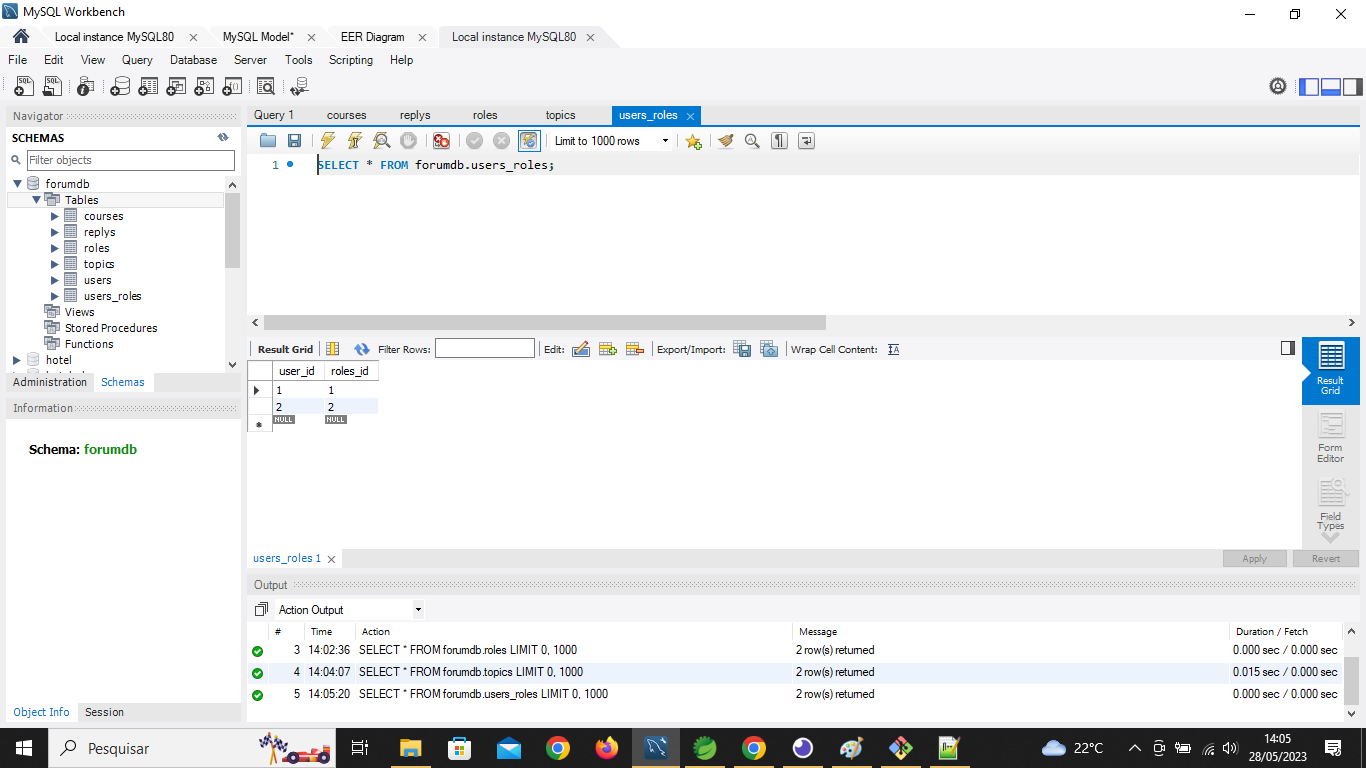 MySQL Workbench
Local instance MySQL80
MySQL Model*
EER Diagram
Local instance MySQL80
File Edit View Query Database Server Tools Scripting Help
Navigator
SCHEMAS
Filter objects
forumdb
Tables
courses
replys
roles
topics
users
users_roles
Views
Stored Procedures
Functions
hotel
Administration Schemas
Information
Schema: forumdb
Object Info Session
Query 1 courses replys roles topics users_roles
Limit to 1000 rows
1 SELECT * FROM forumdb.users_roles;
Result Grid Filter Rows: Edit: Export/Import: Wrap Cell Content:
user_id roles_id
1 1
2 2
NULL NULL
Result
Grid
Form
Editor
Field
Types
users_roles 1
Apply Revert
Output
Action Output
# Time Action Message Duration / Fetch
3 14:02:36 SELECT * FROM forumdb.roles LIMIT 0, 1000 2 row(s) returned 0.000 sec / 0.000 sec
4 14:04:07 SELECT * FROM forumdb.topics LIMIT 0, 1000 2 row(s) returned 0.015 sec / 0.000 sec
5 14:05:20 SELECT * FROM forumdb.users_roles LIMIT 0, 1000 2 row(s) returned 0.000 sec / 0.000 sec
Pesquisar
22°C
14:05
28/05/2023